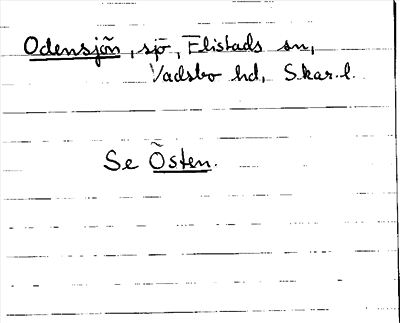 Odensjön, sjö, Flistads sn,
Vadsbo hd, Skar. l.
Se Östen.